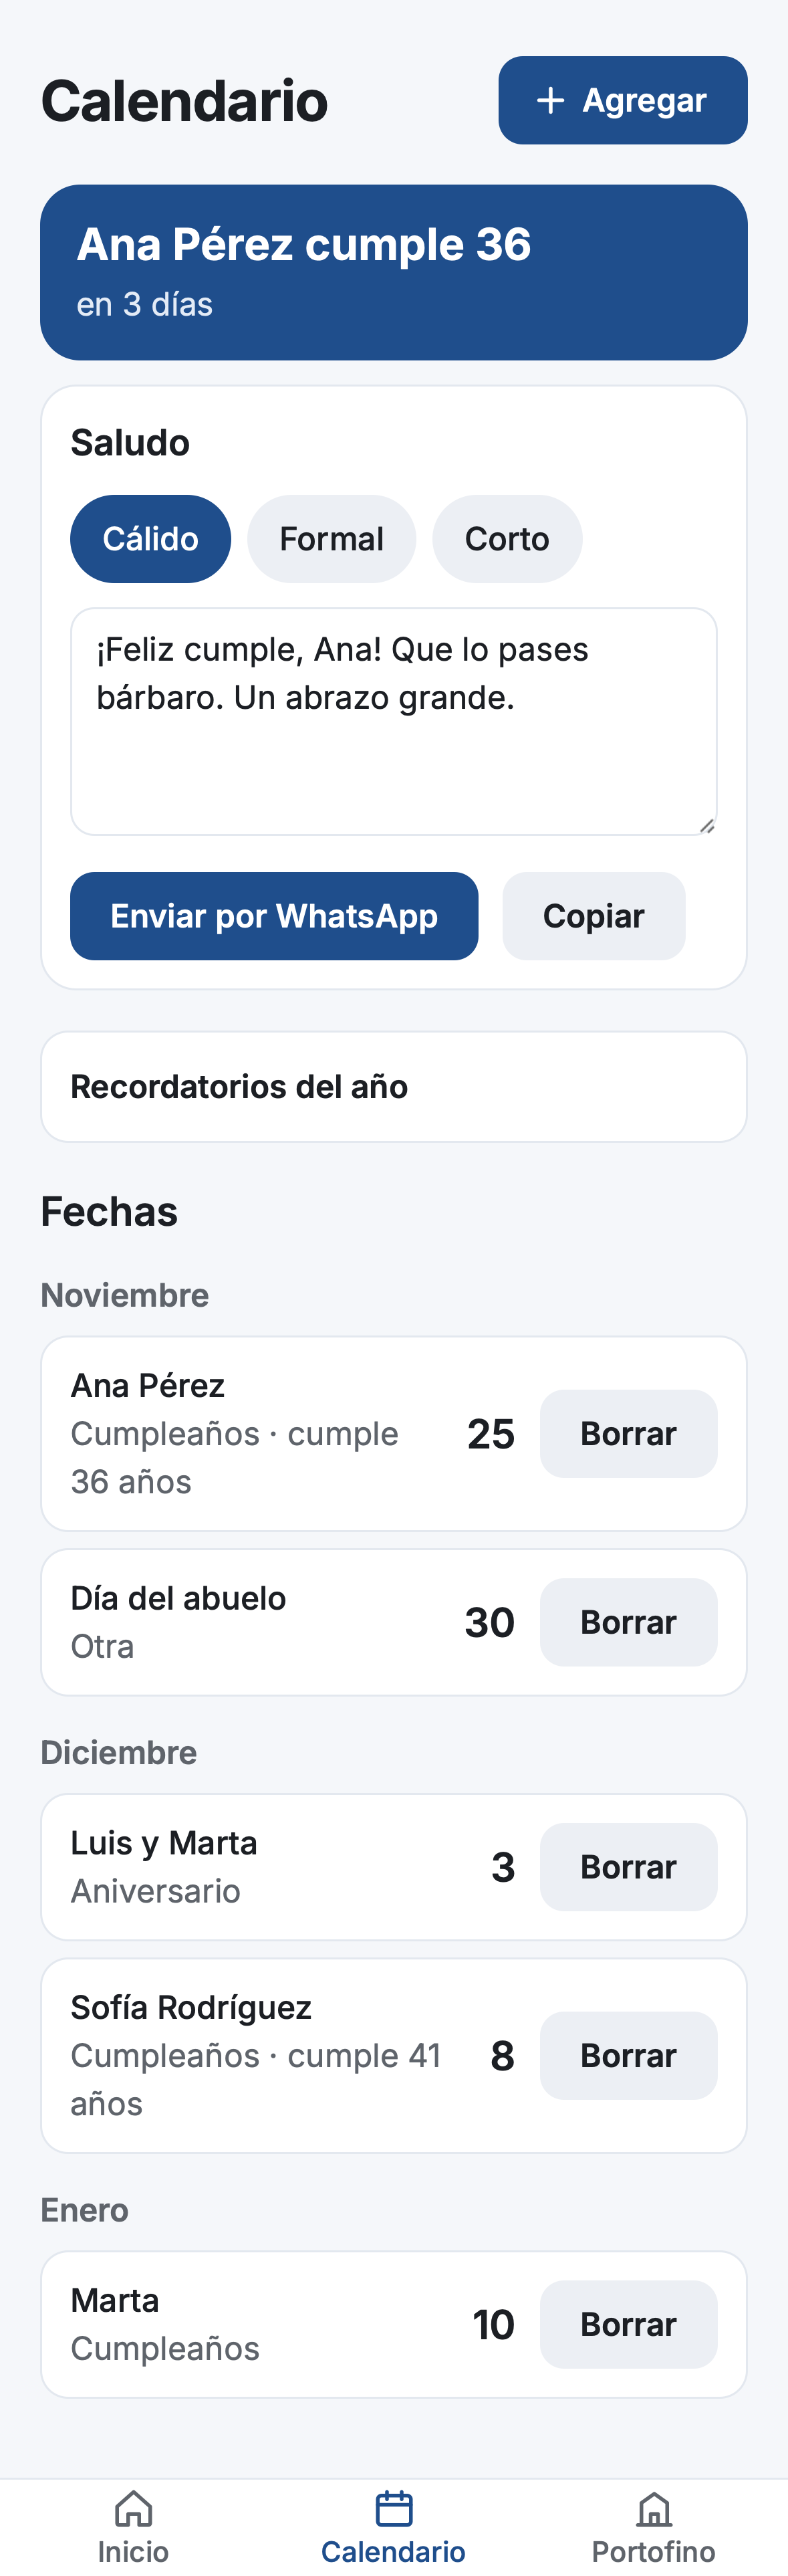 Calendario
+ Agregar
Ana Pérez cumple 36
en 3 días
Saludo
Cálido
Formal
Corto
¡Feliz cumple, Ana! Que lo pases
bárbaro. Un abrazo grande.
Enviar por WhatsApp
Copiar
Recordatorios del año
Fechas
Noviembre
Ana Pérez
Cumpleaños · cumple
36 años
25
Borrar
Día del abuelo
Otra
30
Borrar
Diciembre
Luis y Marta
Aniversario
3
Borrar
Sofía Rodríguez
Cumpleaños · cumple 41
años
8
Borrar
Enero
Marta
Cumpleaños
10
Borrar
Inicio
Calendario
Portofino